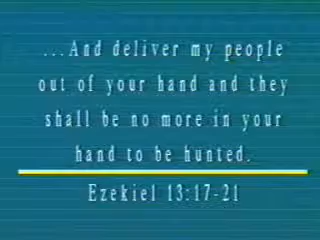 ...And deliver my people
out of your hand and they
shall be no more in your
hand to be hunted.
Ezekiel 13:17-21